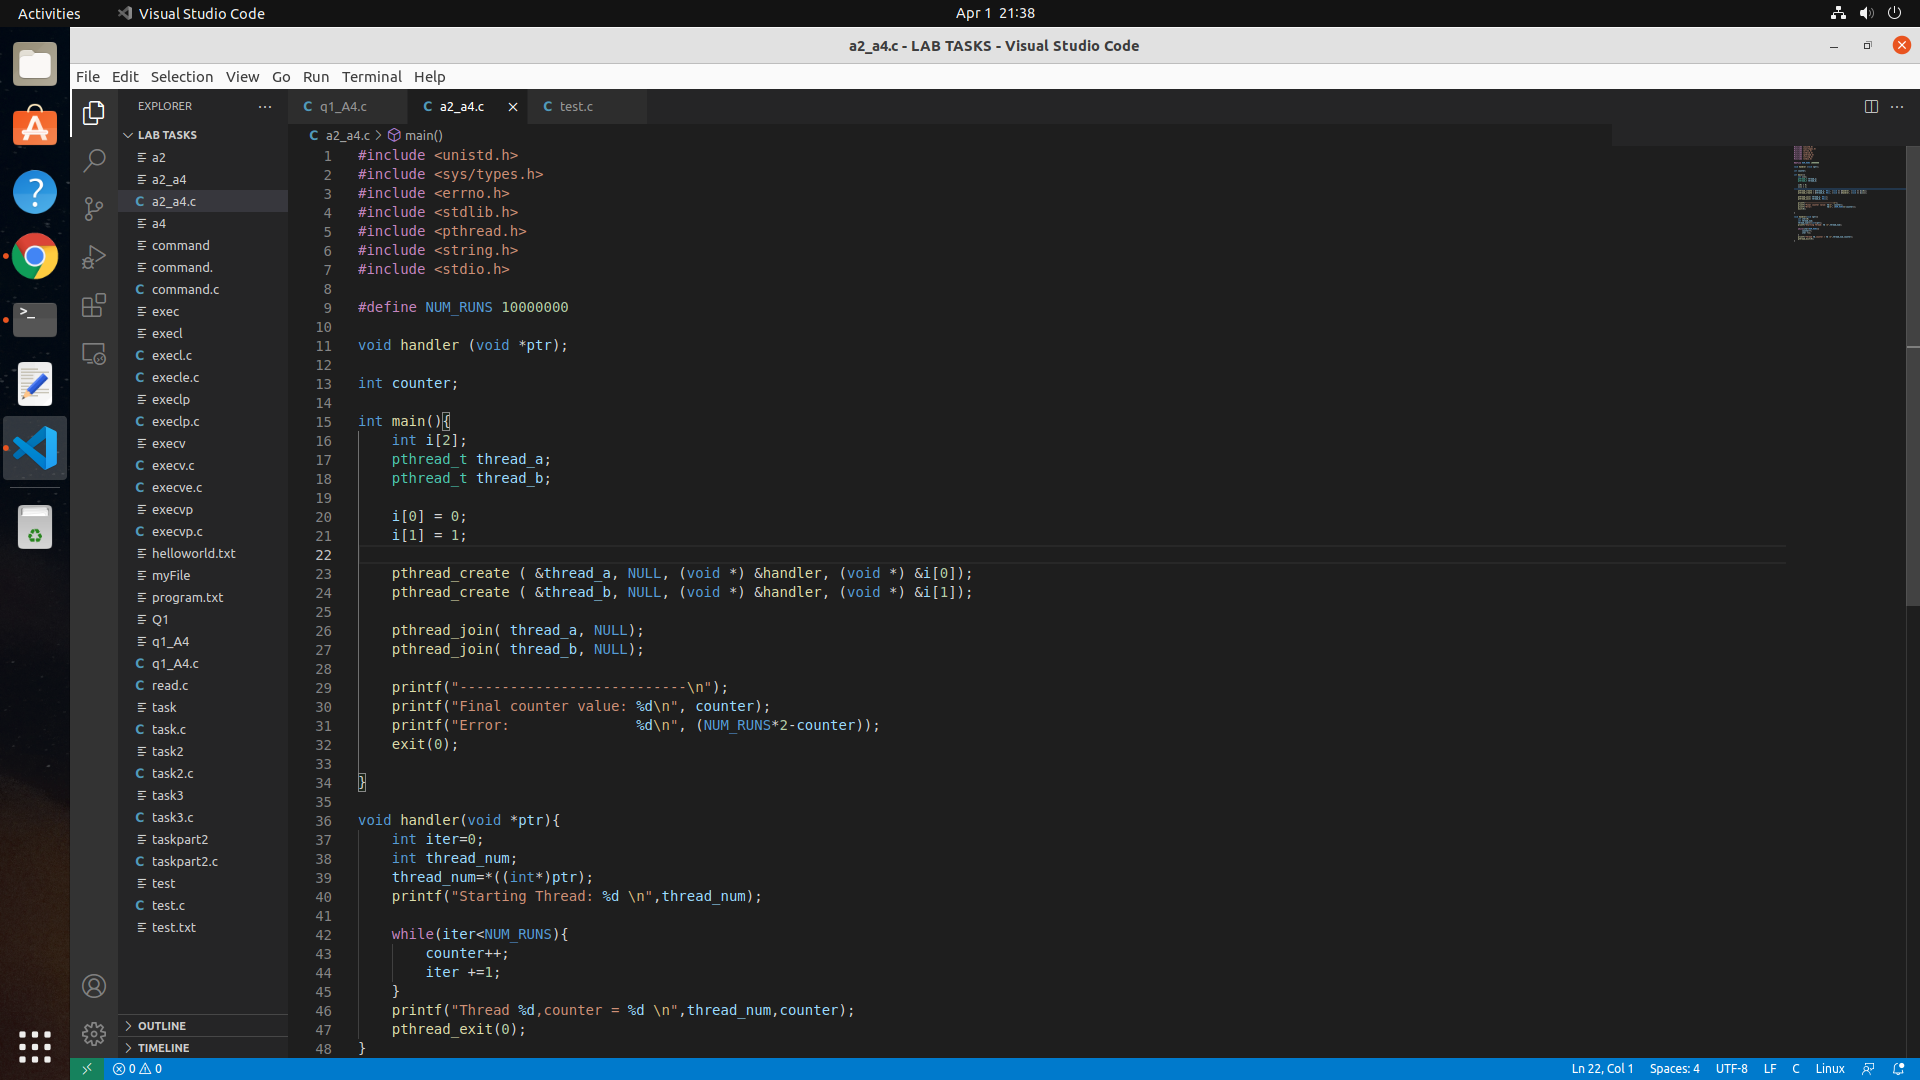 Activities
Visual Studio Code
Apr 1 21:38
a2_a4.c - LAB TASKS - Visual Studio Code
File Edit Selection View Go Run Terminal Help
EXPLORER
LAB TASKS
a2
a2_a4
a2_a4.c
a4
command
command.
command.c
exec
execl
execl.c
execle.c
execlp
execlp.c
execv
execv.c
execve.c
execvp
execvp.c
helloworld.txt
myFile
program.txt
Q1
q1_A4
q1_A4.c
read.c
task
task.c
task2
task2.c
task3
task3.c
taskpart2
taskpart2.c
test
test.c
test.txt
OUTLINE
TIMELINE
q1_A4.c
a2_a4.c
test.c
a2_a4.c > main()
1 #include <unistd.h>
2 #include <sys/types.h>
3 #include <errno.h>
4 #include <stdlib.h>
5 #include <pthread.h>
6 #include <string.h>
7 #include <stdio.h>
8
9 #define NUM_RUNS 10000000
10
11 void handler (void *ptr);
12
13 int counter;
14
15 int main(){
16     int i[2];
17     pthread_t thread_a;
18     pthread_t thread_b;
19
20     i[0] = 0;
21     i[1] = 1;
22
23     pthread_create ( &thread_a, NULL, (void *) &handler, (void *) &i[0]);
24     pthread_create ( &thread_b, NULL, (void *) &handler, (void *) &i[1]);
25
26     pthread_join( thread_a, NULL);
27     pthread_join( thread_b, NULL);
28
29     printf("---------------------------\n");
30     printf("Final counter value: %d\n", counter);
31     printf("Error:               %d\n", (NUM_RUNS*2-counter));
32     exit(0);
33
34 }
35
36 void handler(void *ptr){
37     int iter=0;
38     int thread_num;
39     thread_num=*((int*)ptr);
40     printf("Starting Thread: %d \n",thread_num);
41
42     while(iter<NUM_RUNS){
43         counter++;
44         iter +=1;
45     }
46     printf("Thread %d,counter = %d \n",thread_num,counter);
47     pthread_exit(0);
48 }
0 0
Ln 22, Col 1 Spaces: 4 UTF-8 LF C Linux